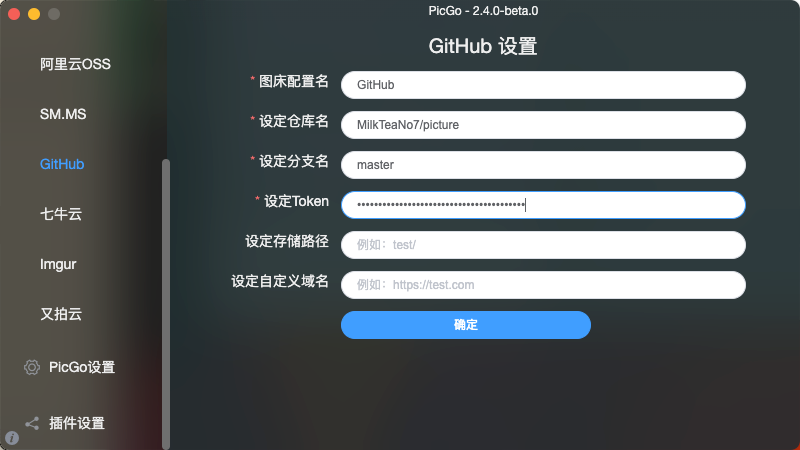 PicGo - 2.4.0-beta.0
阿里云OSS
SM.MS
GitHub
七牛云
Imgur
又拍云
PicGo设置
插件设置
GitHub 设置
* 图床配置名 GitHub
* 设定仓库名 MilkTeaNo7/picture
* 设定分支名 master
* 设定Token ••••••••••••••••••••••••••••••••••••••••
设定存储路径 例如：test/
设定自定义域名 例如：https://test.com
确定